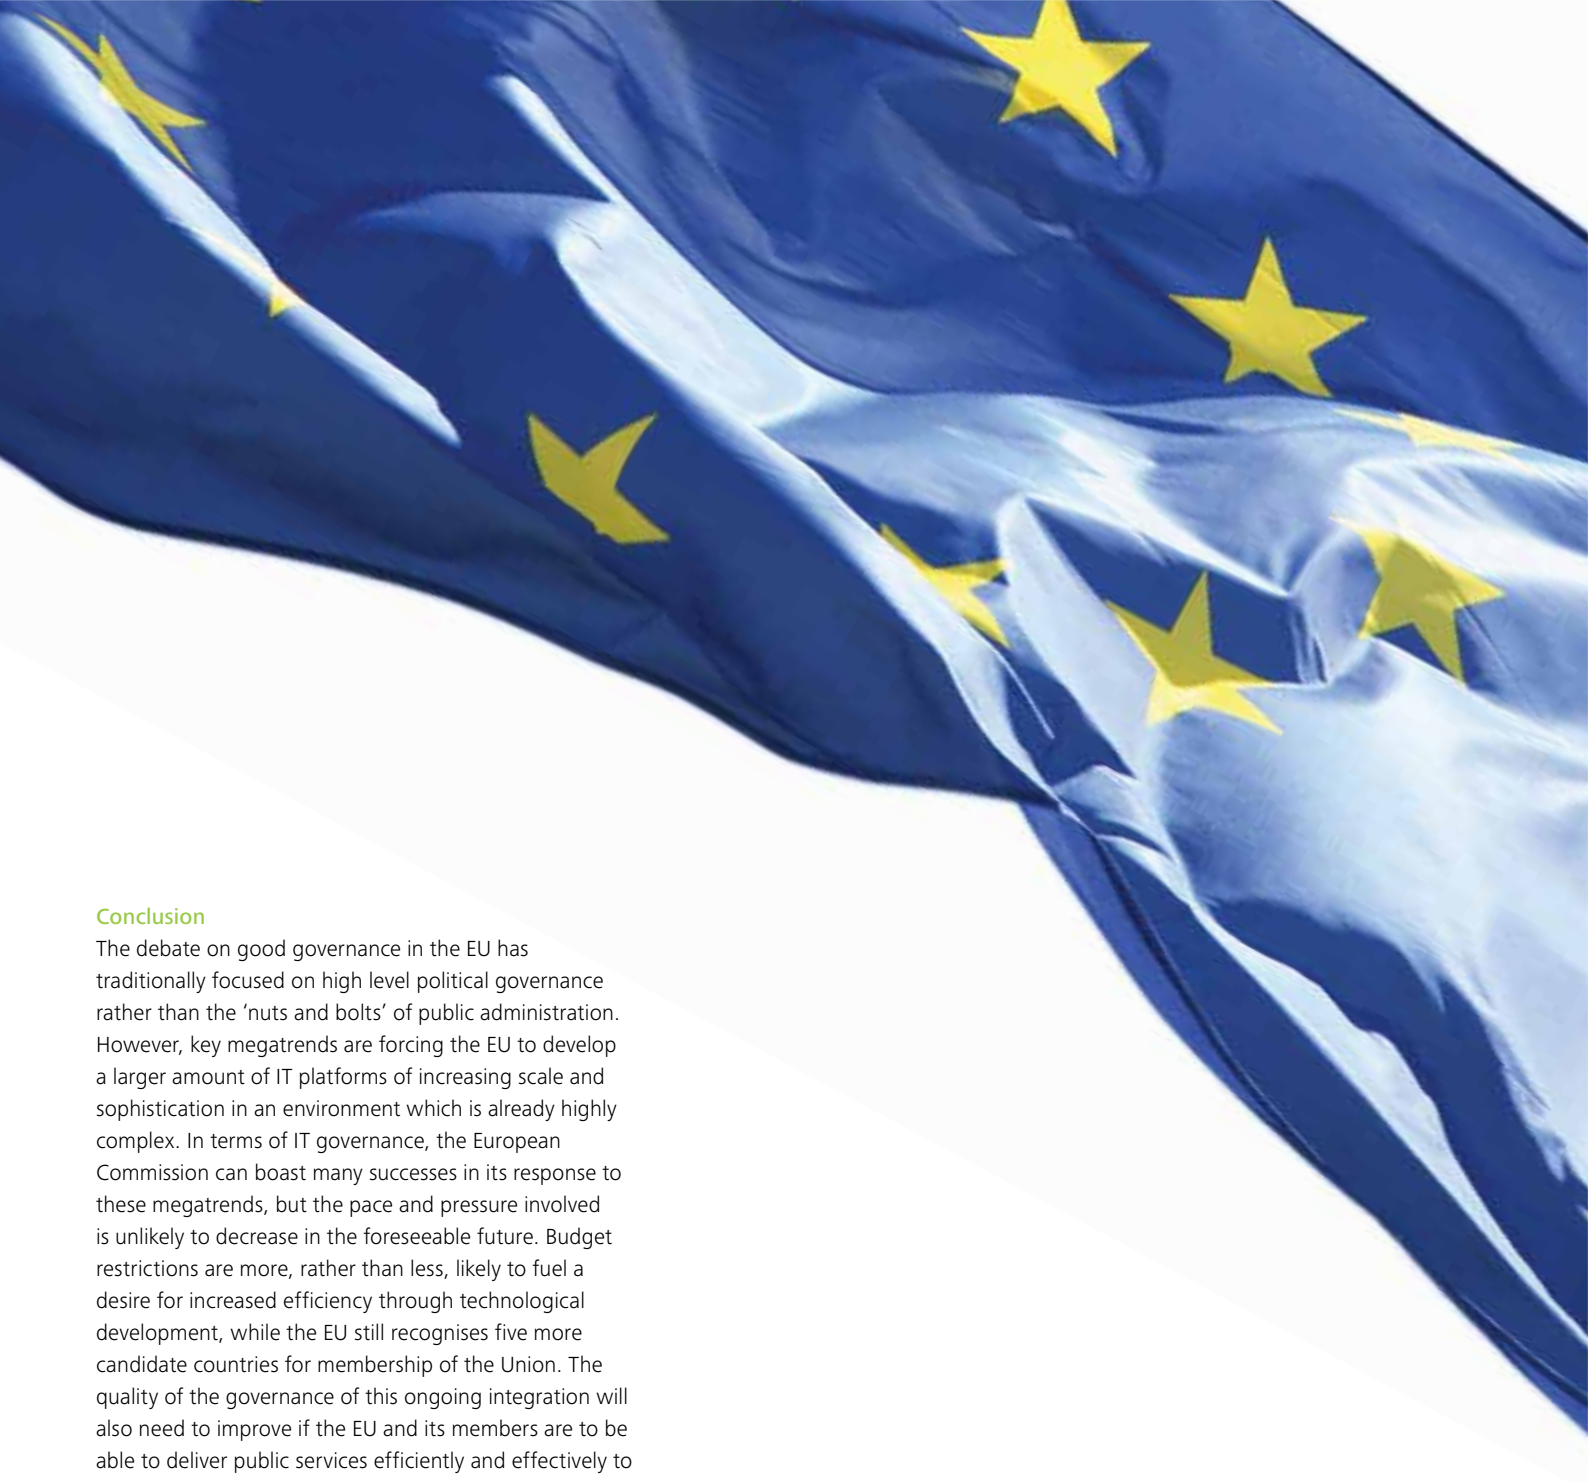 Conclusion
The debate on good governance in the EU has
traditionally focused on high level political governance
rather than the ‘nuts and bolts’ of public administration.
However, key megatrends are forcing the EU to develop
a larger amount of IT platforms of increasing scale and
sophistication in an environment which is already highly
complex. In terms of IT governance, the European
Commission can boast many successes in its response to
these megatrends, but the pace and pressure involved
is unlikely to decrease in the foreseeable future. Budget
restrictions are more, rather than less, likely to fuel a
desire for increased efficiency through technological
development, while the EU still recognises five more
candidate countries for membership of the Union. The
quality of the governance of this ongoing integration will
also need to improve if the EU and its members are to be
able to deliver public services efficiently and effectively to